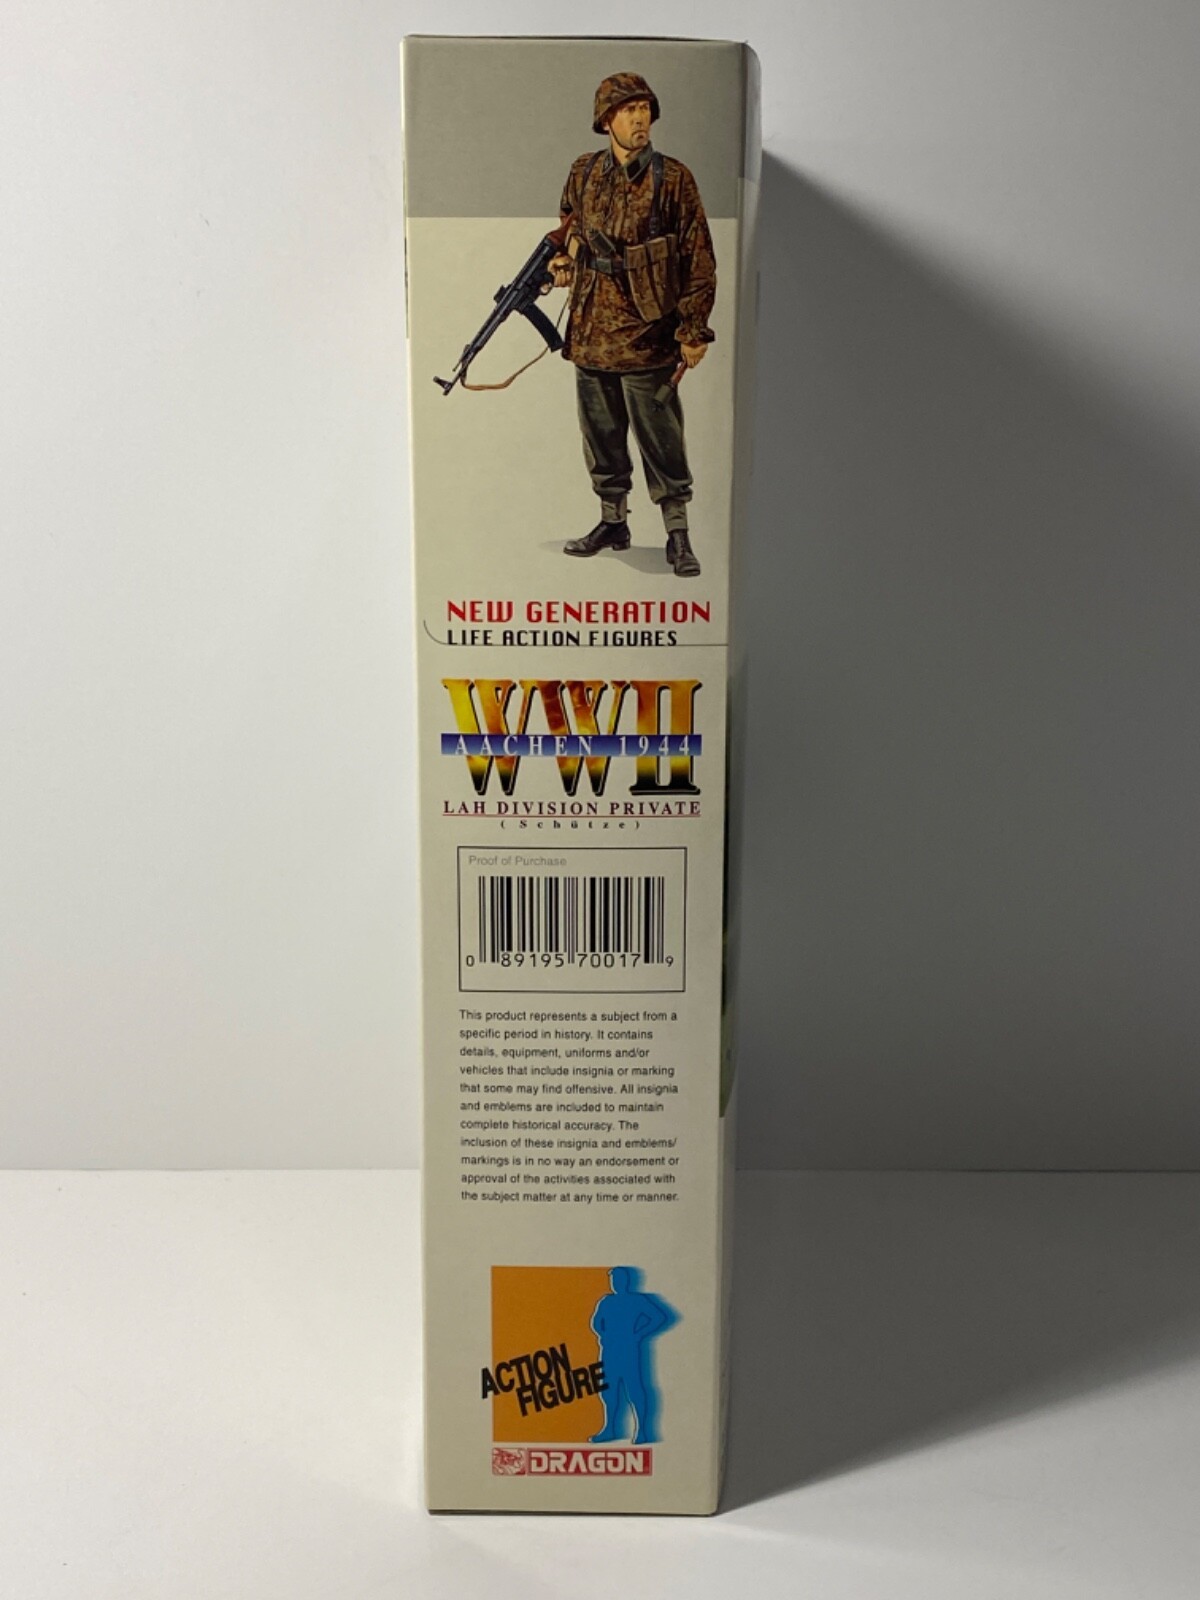 NEW GENERATION
LIFE ACTION FIGURES
WWII
AACHEN 1944
LAH DIVISION PRIVATE
(Schütze)
Proof of Purchase
0 89195 70017 9
This product represents a subject from a
specific period in history. It contains
details, equipment, uniforms and/or
vehicles that include insignia or marking
that some may find offensive. All insignia
and emblems are included to maintain
complete historical accuracy. The
inclusion of these insignia and emblems/
markings is in no way an endorsement or
approval of the activities associated with
the subject matter at any time or manner.
ACTION
FIGURE
DRAGON